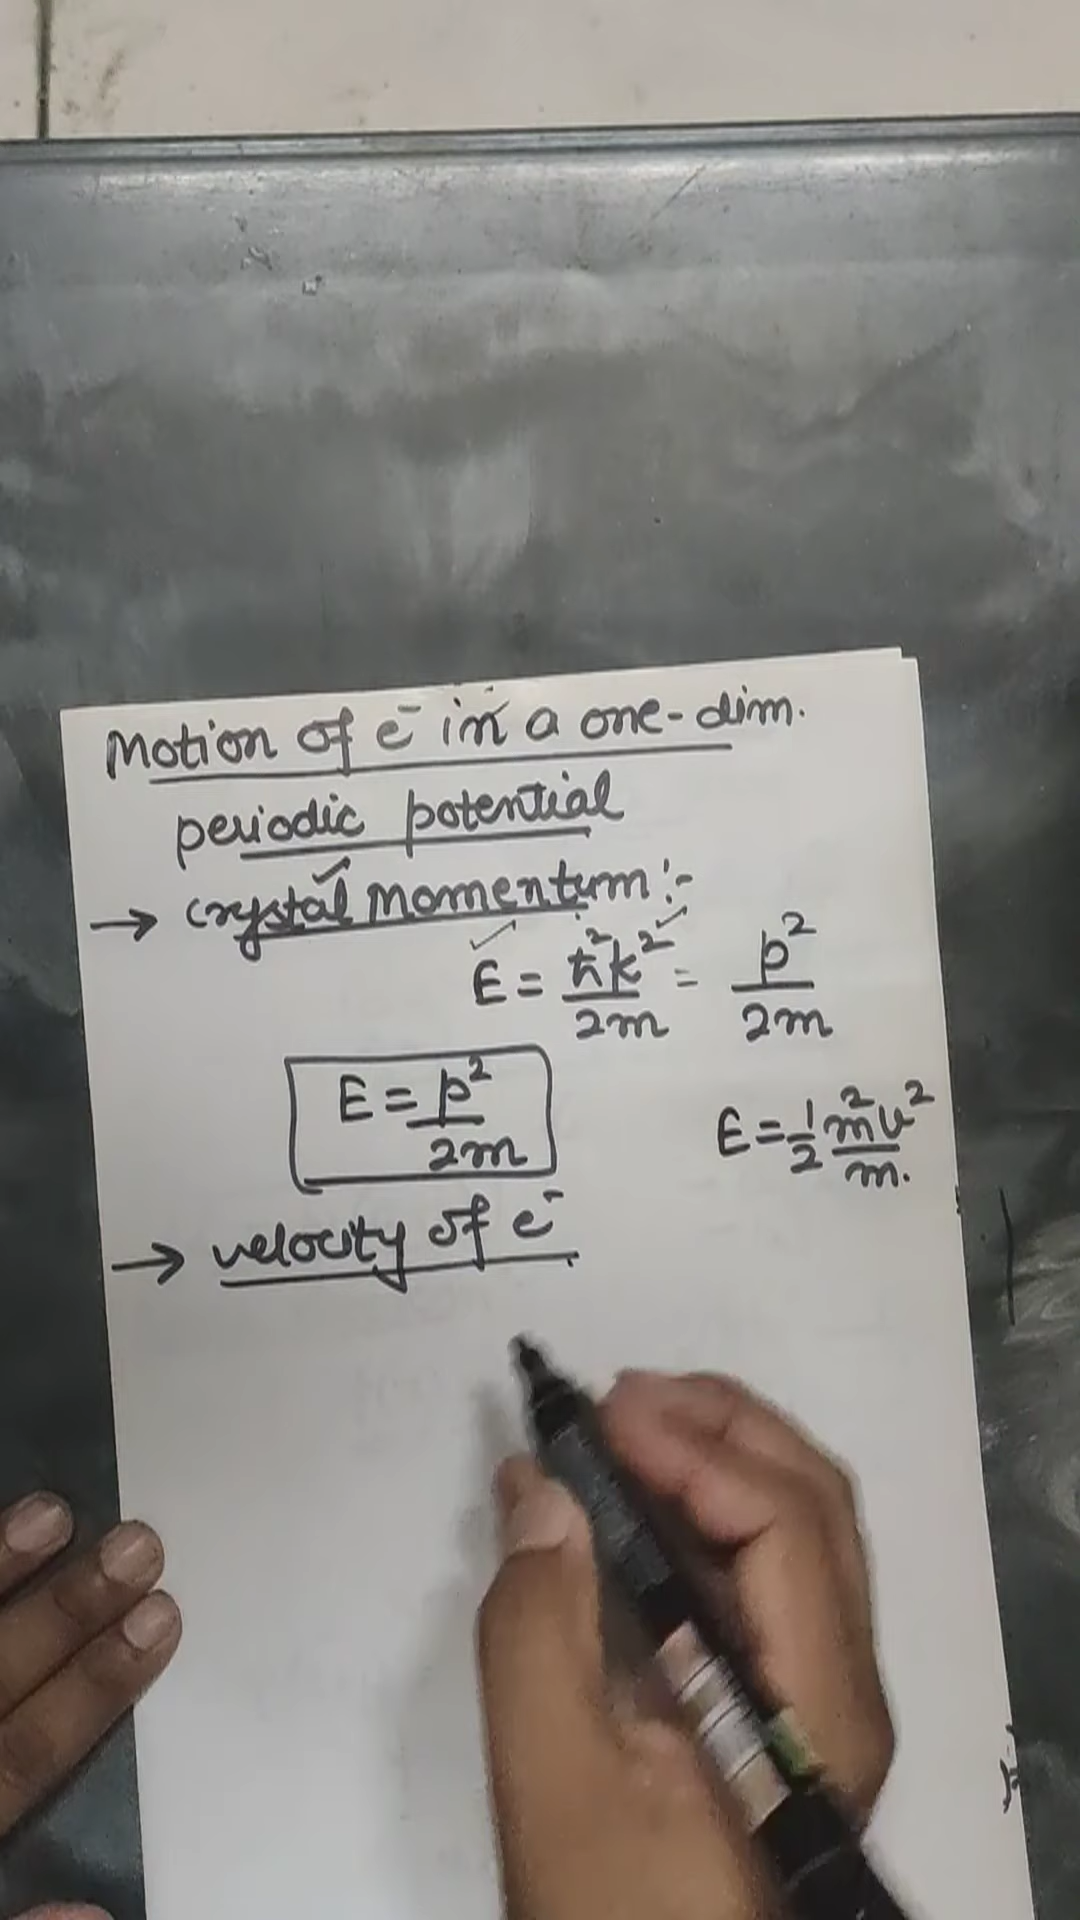 Motion of e⁻ in a one-dim.
periodic potential
→ crystal momentum :-
E = ħ²k²/2m = p²/2m
E = p²/2m
E = 1/2 m²v²/m.
→ velocity of e⁻